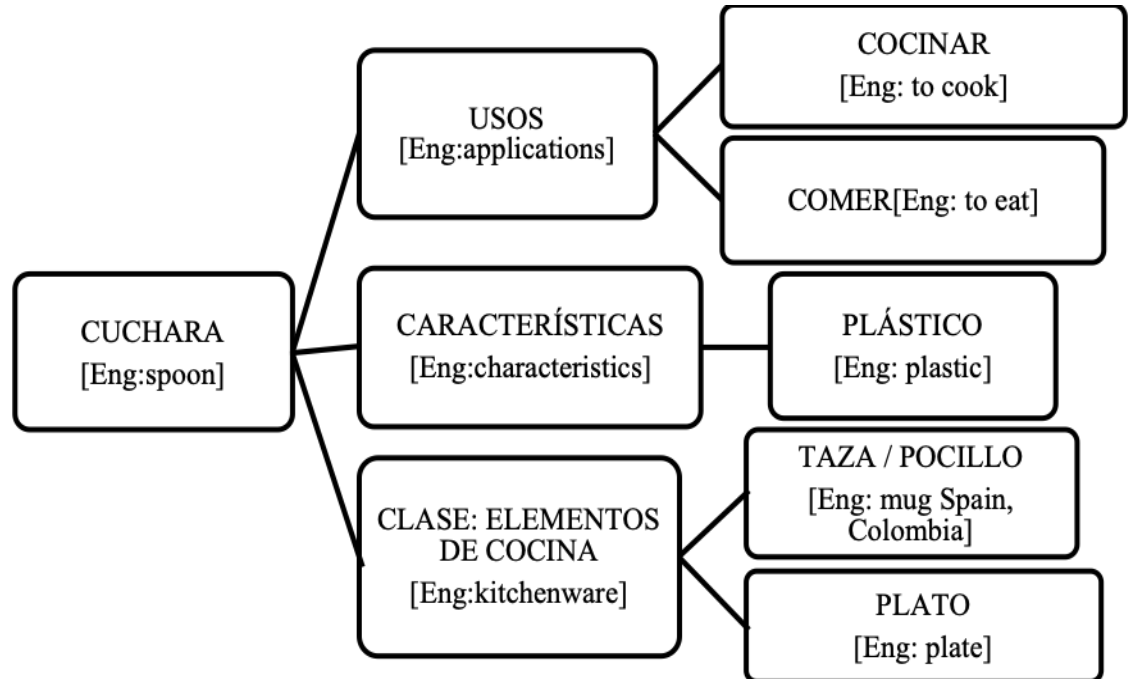 CUCHARA
[Eng:spoon]
USOS
[Eng:applications]
COCINAR
[Eng: to cook]
COMER[Eng: to eat]
CARACTERÍSTICAS
[Eng:characteristics]
PLÁSTICO
[Eng: plastic]
CLASE: ELEMENTOS
DE COCINA
[Eng:kitchenware]
TAZA / POCILLO
[Eng: mug Spain,
Colombia]
PLATO
[Eng: plate]